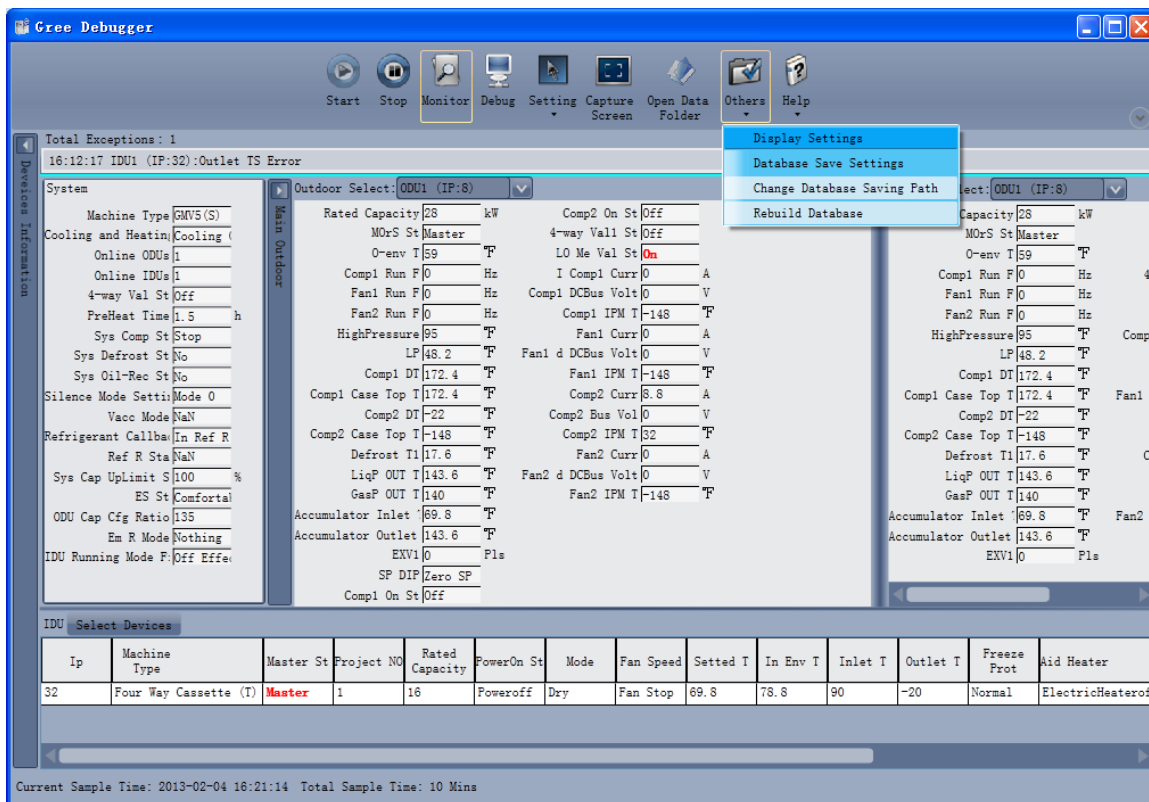 Gree Debugger
Start Stop Monitor Debug Setting Capture Screen Open Data Folder Others Help
Display Settings
Database Save Settings
Change Database Saving Path
Rebuild Database
Total Exceptions: 1
16:12:17 IDU1 (IP:32):Outlet TS Error
Deveices Information
System
Machine Type GMV5(S)
Cooling and Heatin Cooling (
Online ODUs 1
Online IDUs 1
4-way Val St Off
PreHeat Time 1.5 h
Sys Comp St Stop
Sys Defrost St No
Sys Oil-Rec St No
Silence Mode Settin Mode 0
Vacc Mode NaN
Refrigerant Callba In Ref R
Ref R Sta NaN
Sys Cap UpLimit S 100 %
ES St Comforta
ODU Cap Cfg Ratio 135
Em R Mode Nothing
IDU Running Mode F: Off Effe
Main Outdoor
Outdoor Select: ODU1 (IP:8)
Rated Capacity 28 kW
MOrS St Master
O-env T 59 ℉
Comp1 Run F 0 Hz
Fan1 Run F 0 Hz
Fan2 Run F 0 Hz
HighPressure 95 ℉
LP 48.2 ℉
Comp1 DT 172.4 ℉
Comp1 Case Top T 172.4 ℉
Comp2 DT -22 ℉
Comp2 Case Top T -148 ℉
Defrost T1 17.6 ℉
LiqP OUT T 143.6 ℉
GasP OUT T 140 ℉
Accumulator Inlet 69.8 ℉
Accumulator Outlet 143.6 ℉
EXV1 0 Pls
SP DIP Zero SP
Comp1 On St Off
Comp2 On St Off
4-way Val1 St Off
LO Me Val St On
I Comp1 Curr 0 A
Comp1 DCBus Volt 0 V
Comp1 IPM T -148 ℉
Fan1 Curr 0 A
Fan1 d DCBus Volt 0 V
Fan1 IPM T -148 ℉
Comp2 Curr 8.8 A
Comp2 Bus Vol 0 V
Comp2 IPM T 32 ℉
Fan2 Curr 0 A
Fan2 d DCBus Volt 0 V
Fan2 IPM T -148 ℉
lect: ODU1 (IP:8)
Capacity 28 kW
MOrS St Master
O-env T 59 ℉
Comp1 Run F 0 Hz 4
Fan1 Run F 0 Hz
Fan2 Run F 0 Hz
HighPressure 95 ℉ Comp
LP 48.2 ℉
Comp1 DT 172.4 ℉
Comp1 Case Top T 172.4 ℉ Fan1
Comp2 DT -22 ℉
Comp2 Case Top T -148 ℉
Defrost T1 17.6 ℉ C
LiqP OUT T 143.6 ℉
GasP OUT T 140 ℉
Accumulator Inlet 69.8 ℉ Fan2
Accumulator Outlet 143.6 ℉
EXV1 0 Pls
IDU Select Devices
Ip Machine Type Master St Project NO Rated Capacity PowerOn St Mode Fan Speed Setted T In Env T Inlet T Outlet T Freeze Prot Aid Heater
32 Four Way Cassette (T) Master 1 16 Poweroff Dry Fan Stop 69.8 78.8 90 -20 Normal ElectricHeaterof
Current Sample Time: 2013-02-04 16:21:14 Total Sample Time: 10 Mins